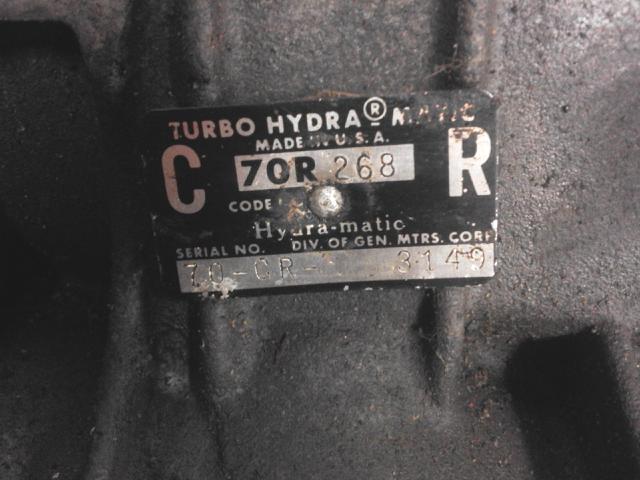 TURBO HYDRA® MATIC
MADE IN U.S.A.
C 70R 268 R
CODE
Hydra-matic
SERIAL NO. DIV. OF GEN. MTRS. CORP
70-CR- 3149